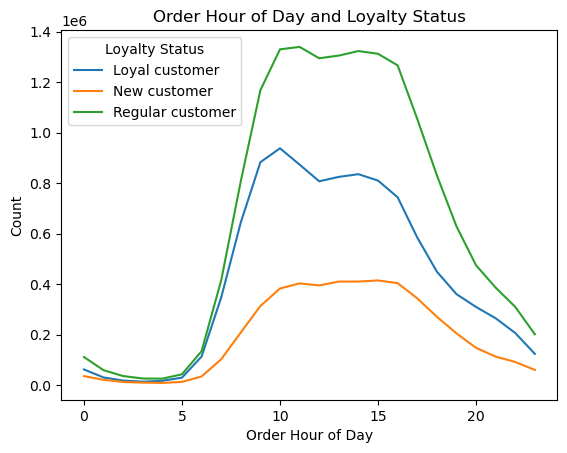 Order Hour of Day and Loyalty Status
1e6
1.4
1.2
1.0
0.8
0.6
0.4
0.2
0.0
Count
Loyalty Status
Loyal customer
New customer
Regular customer
0
5
10
15
20
Order Hour of Day